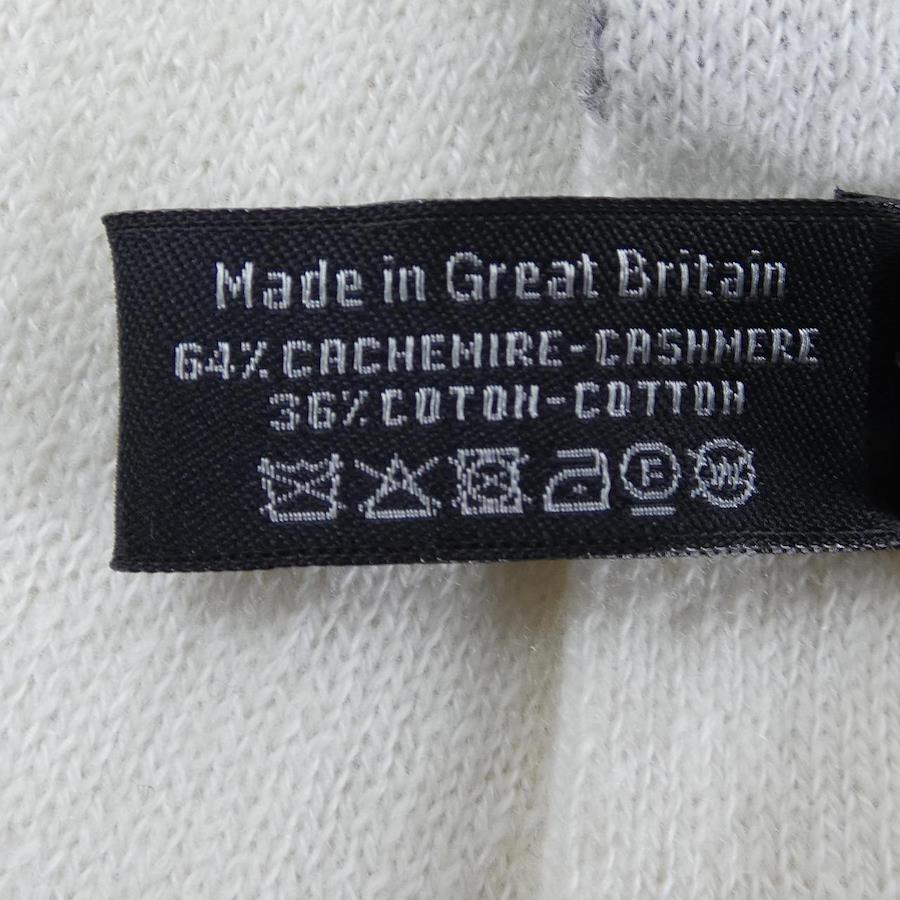 Made in Great Britain
64% CACHEMIRE-CASHMERE
36% COTON-COTTON
F
W